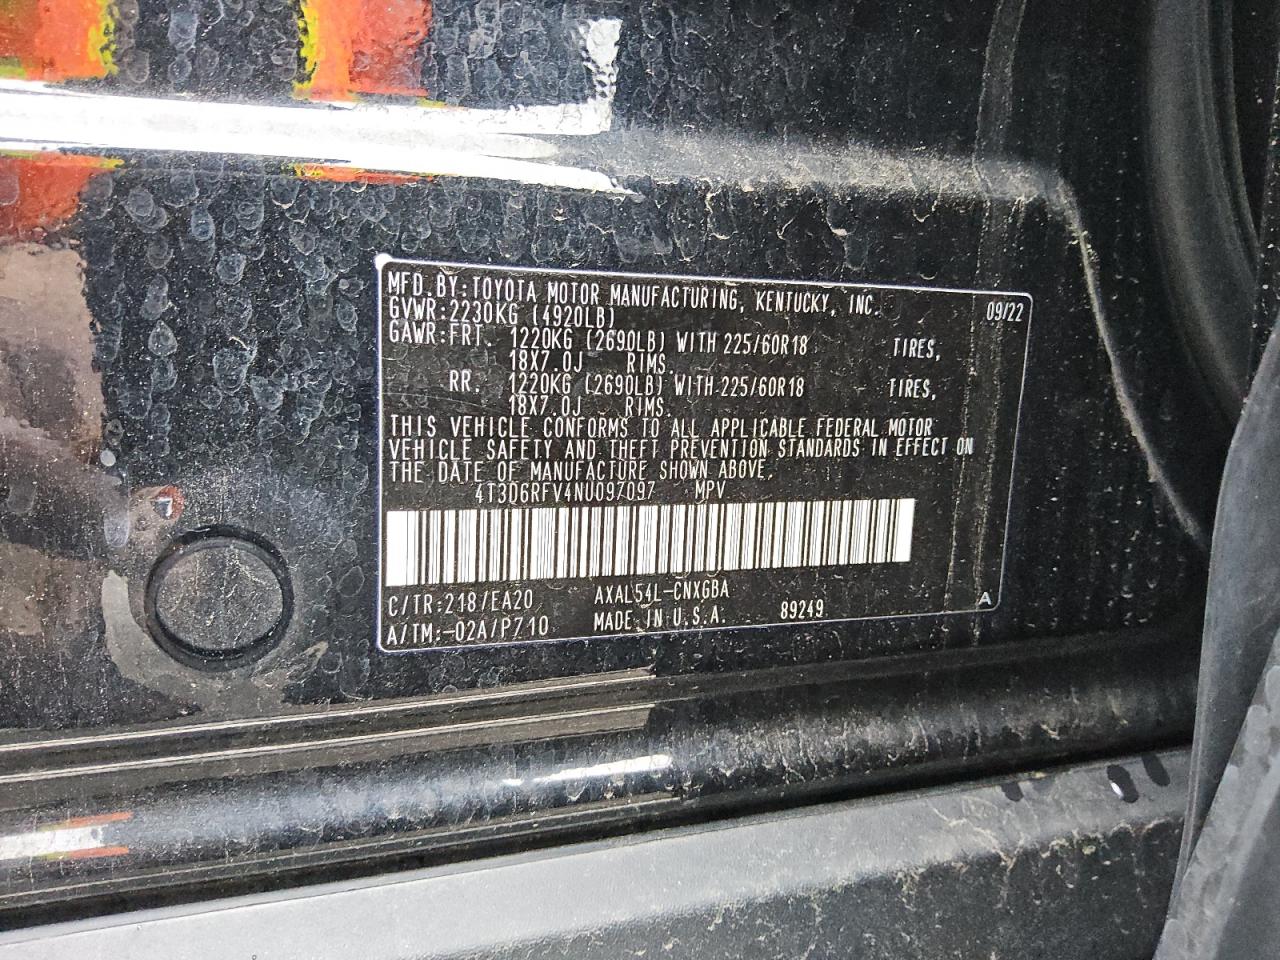 MFD.BY:TOYOTA MOTOR MANUFACTURING, KENTUCKY, INC. 09/22
GVWR:2230KG (4920LB)
GAWR:FRT. 1220KG (2690LB) WITH 225/60R18 TIRES,
18X7.0J RIMS.
RR. 1220KG (2690LB) WITH 225/60R18 TIRES,
18X7.0J RIMS.
THIS VEHICLE CONFORMS TO ALL APPLICABLE FEDERAL MOTOR
VEHICLE SAFETY AND THEFT PREVENTION STANDARDS IN EFFECT ON
THE DATE OF MANUFACTURE SHOWN ABOVE.
4T3D6RFV4NU097097 MPV
C/TR:218/EA20 AXAL54L-CNXGBA
A/TM:-02A/P710 MADE IN U.S.A. 89249 A